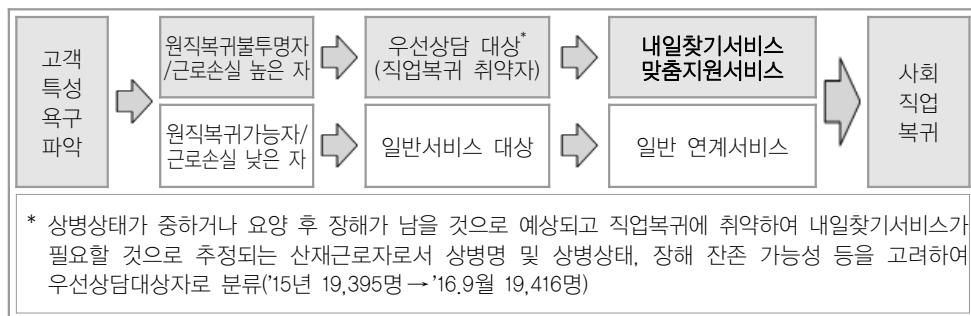 고객
특성
욕구
파악
원직복귀불투명자
/근로손실 높은 자
우선상담 대상*
(직업복귀 취약자)
내일찾기서비스
맞춤지원서비스
원직복귀가능자/
근로손실 낮은 자
일반서비스 대상
일반 연계서비스
사회
직업
복귀
* 상병상태가 중하거나 요양 후 장해가 남을 것으로 예상되고 직업복귀에 취약하여 내일찾기서비스가
필요할 것으로 추정되는 산재근로자로서 상병명 및 상병상태, 장해 잔존 가능성 등을 고려하여
우선상담대상자로 분류('15년 19,395명→'16.9월 19,416명)